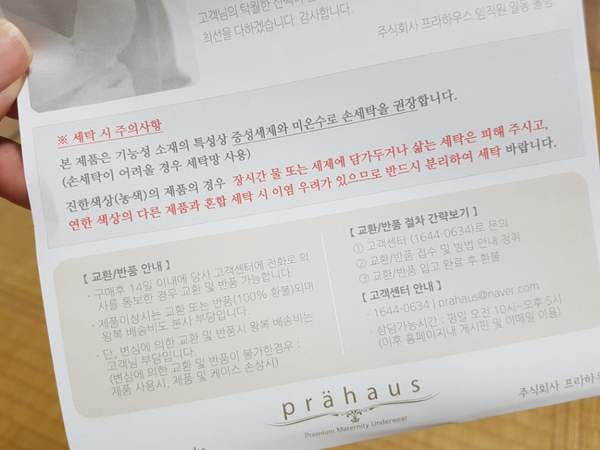 고객님의 탁월한 선택에
최선을 다하겠습니다. 감사합니다.
주식회사 프라하우스 임직원 일동 올림
※ 세탁 시 주의사항
본 제품은 기능성 소재의 특성상 중성세제와 미온수로 손세탁을 권장합니다.
(손세탁이 어려울 경우 세탁망 사용)
진한색상(농색)의 제품의 경우 장시간 물 또는 세제에 담가두거나 삶는 세탁은 피해 주시고,
연한 색상의 다른 제품과 혼합 세탁 시 이염 우려가 있으므로 반드시 분리하여 세탁 바랍니다.
【 교환/반품 안내 】
· 구매후 14일 이내에 당사 고객센터에 전화로 의
사를 통보한 경우 교환 및 반품 가능합니다.
· 제품이상사는 교환 또는 반품(100% 환불)되며
왕복 배송비도 본사 부담입니다.
· 단, 변심에 의한 교환 및 반품시 왕복 배송비는
고객님 부담입니다.
(변심에 의한 교환 및 반품이 불가한경우 :
제품 사용시, 제품 및 케이스 손상시)
【 교환/반품 절차 간략보기 】
① 고객센터 (1644-0634)로 문의
② 교환/반품 접수 및 방법 안내 청취
③ 교환/반품 입고 완료 후 환불
【 고객센터 안내 】
· 1644-0634 | prahaus@naver.com
· 상담가능시간 : 평일 오전 10시~오후 5시
(이후 홈페이지내 게시판 및 이메일 이용)
prähaus
Premium Maternity Underwear
주식회사 프라하우스